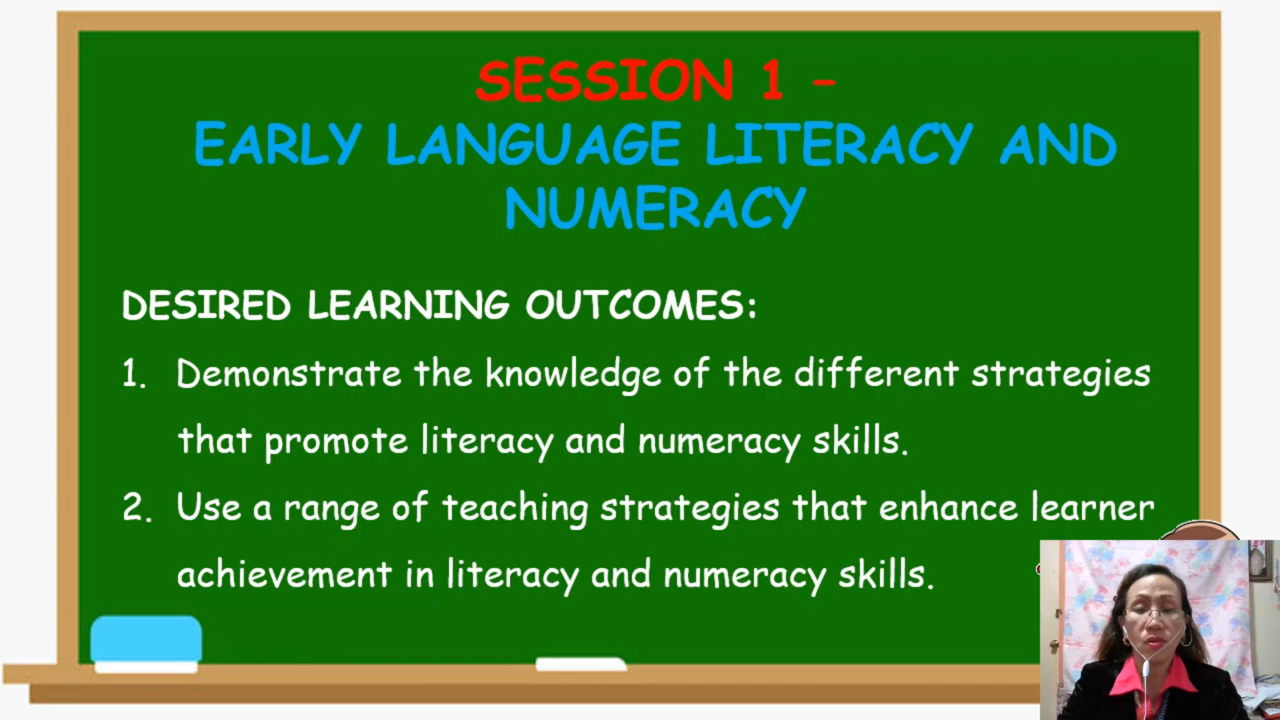 SESSION 1 –
EARLY LANGUAGE LITERACY AND
NUMERACY
DESIRED LEARNING OUTCOMES:
1. Demonstrate the knowledge of the different strategies
that promote literacy and numeracy skills.
2. Use a range of teaching strategies that enhance learner
achievement in literacy and numeracy skills.